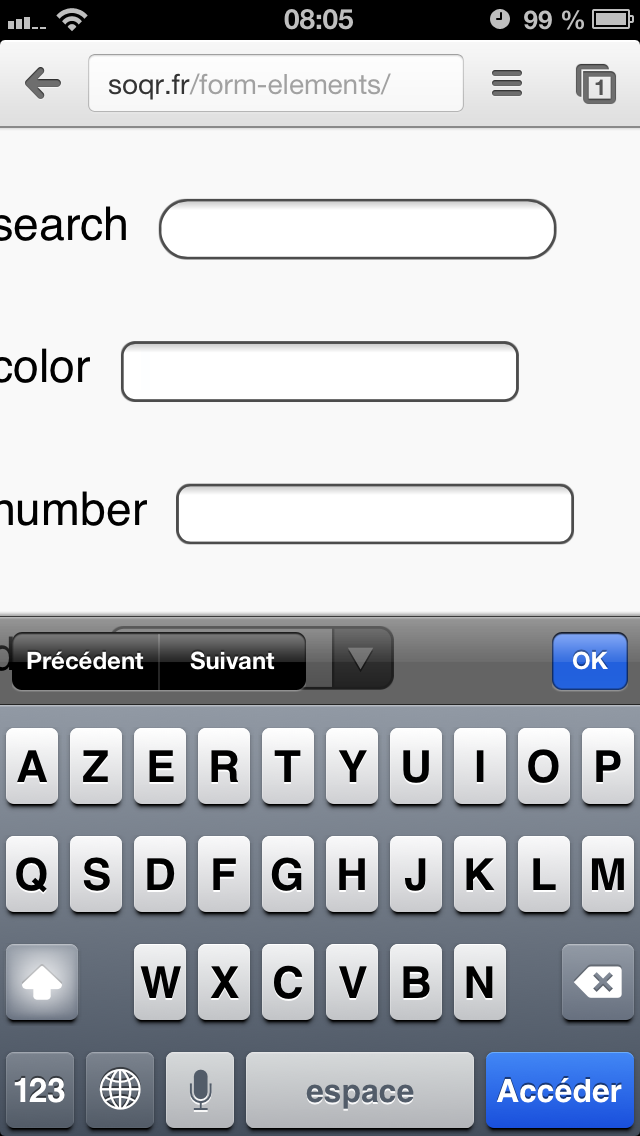 08:05 99 %
soqr.fr/form-elements/ 1
search
color
number
Précédent Suivant OK
A Z E R T Y U I O P
Q S D F G H J K L M
W X C V B N
123 espace Accéder